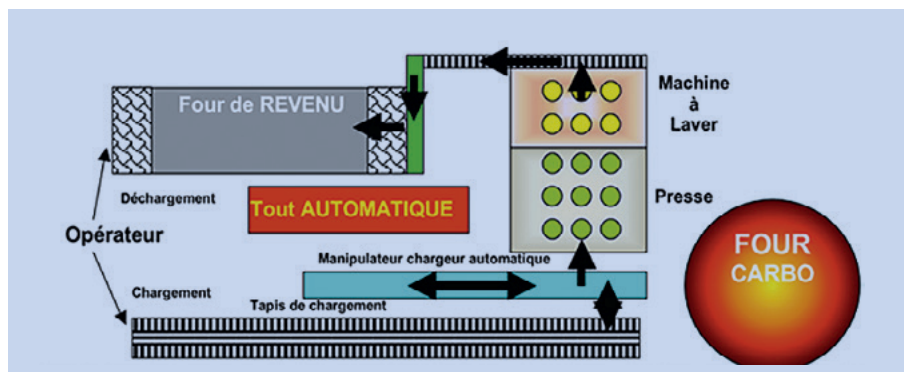 Four de REVENU
Machine
à
Laver
Déchargement
Presse
Tout AUTOMATIQUE
Opérateur
FOUR
CARBO
Manipulateur chargeur automatique
Chargement
Tapis de chargement